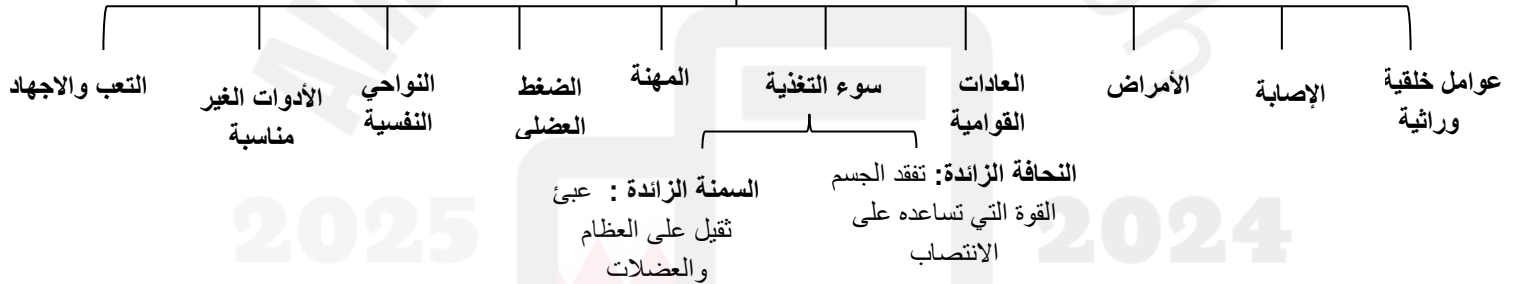 عوامل خلقية
وراثية
الإصابة
الأمراض
العادات
القوامية
سوء التغذية
المهنة
الضغط
العضلي
النواحي
النفسية
الأدوات الغير
مناسبة
التعب والاجهاد
النحافة الزائدة: تفقد الجسم
القوة التي تساعده على
الانتصاب
السمنة الزائدة : عبئ
ثقيل على العظام
والعضلات
2025
2024